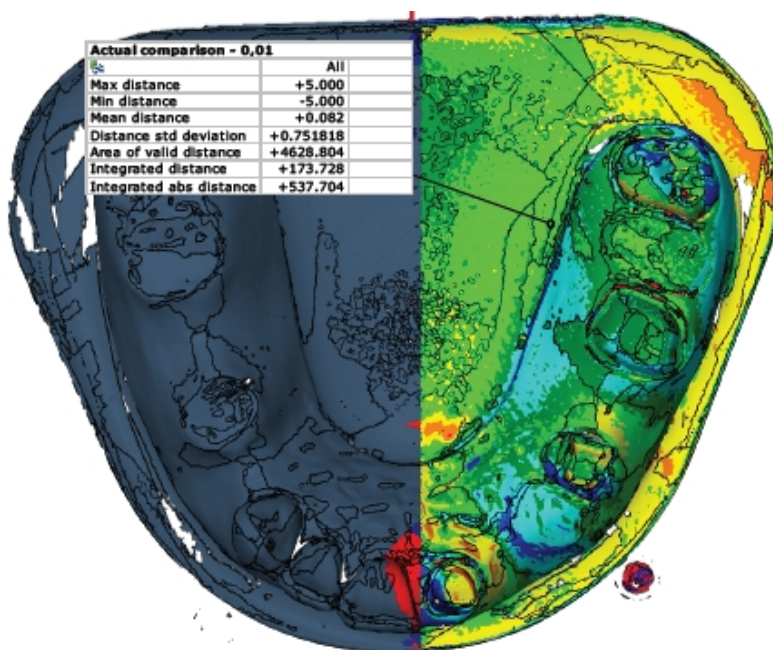 Actual comparison - 0,01
All
Max distance +5.000
Min distance -5.000
Mean distance +0.082
Distance std deviation +0.751818
Area of valid distance +4628.804
Integrated distance +173.728
Integrated abs distance +537.704